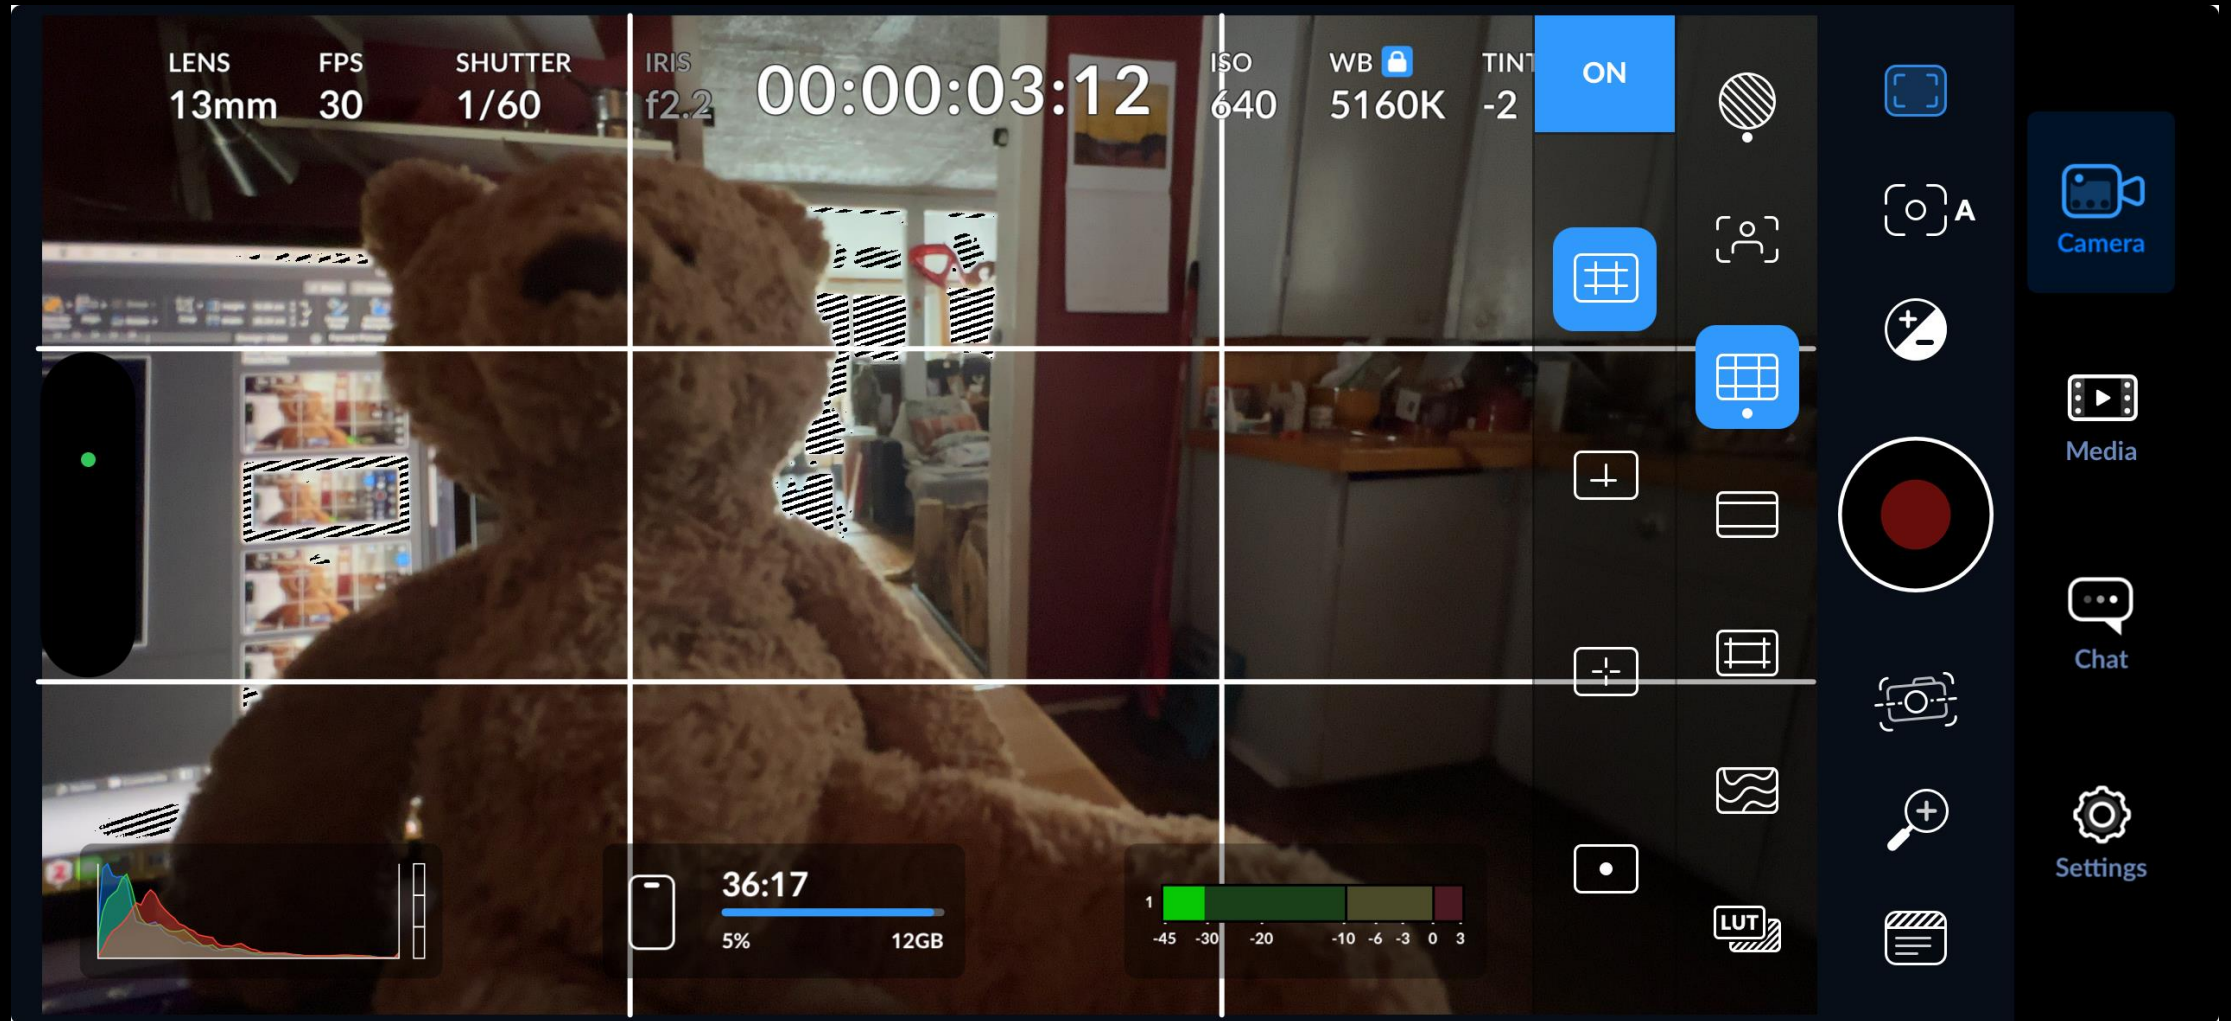 LENS FPS SHUTTER IRIS ISO WB TINT ON
13mm 30 1/60 f2.2 00:00:03:12 640 5160K -2
A
Camera
Media
Chat
Settings
36:17
5% 12GB
1
-45 -30 -20 -10 -6 -3 0 3
LUT